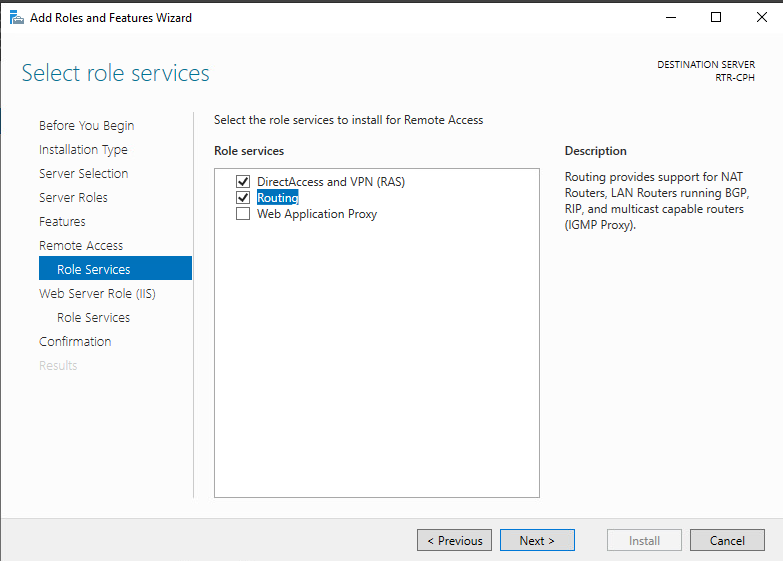 Add Roles and Features Wizard
Select role services
DESTINATION SERVER
RTR-CPH
Before You Begin
Installation Type
Server Selection
Server Roles
Features
Remote Access
Role Services
Web Server Role (IIS)
Role Services
Confirmation
Results
Select the role services to install for Remote Access
Role services
DirectAccess and VPN (RAS)
Routing
Web Application Proxy
Description
Routing provides support for NAT
Routers, LAN Routers running BGP,
RIP, and multicast capable routers
(IGMP Proxy).
< Previous
Next >
Install
Cancel